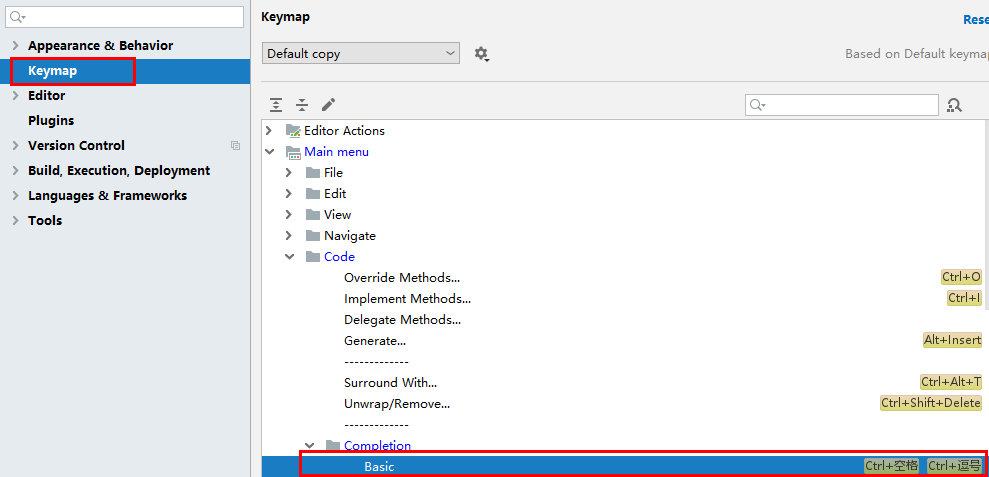 Appearance & Behavior
Keymap
Editor
Plugins
Version Control
Build, Execution, Deployment
Languages & Frameworks
Tools
Keymap
Rese
Default copy
Based on Default keymap
Editor Actions
Main menu
File
Edit
View
Navigate
Code
Override Methods... Ctrl+O
Implement Methods... Ctrl+I
Delegate Methods...
Generate... Alt+Insert
-------------
Surround With... Ctrl+Alt+T
Unwrap/Remove... Ctrl+Shift+Delete
-------------
Completion
Basic Ctrl+空格 Ctrl+逗号